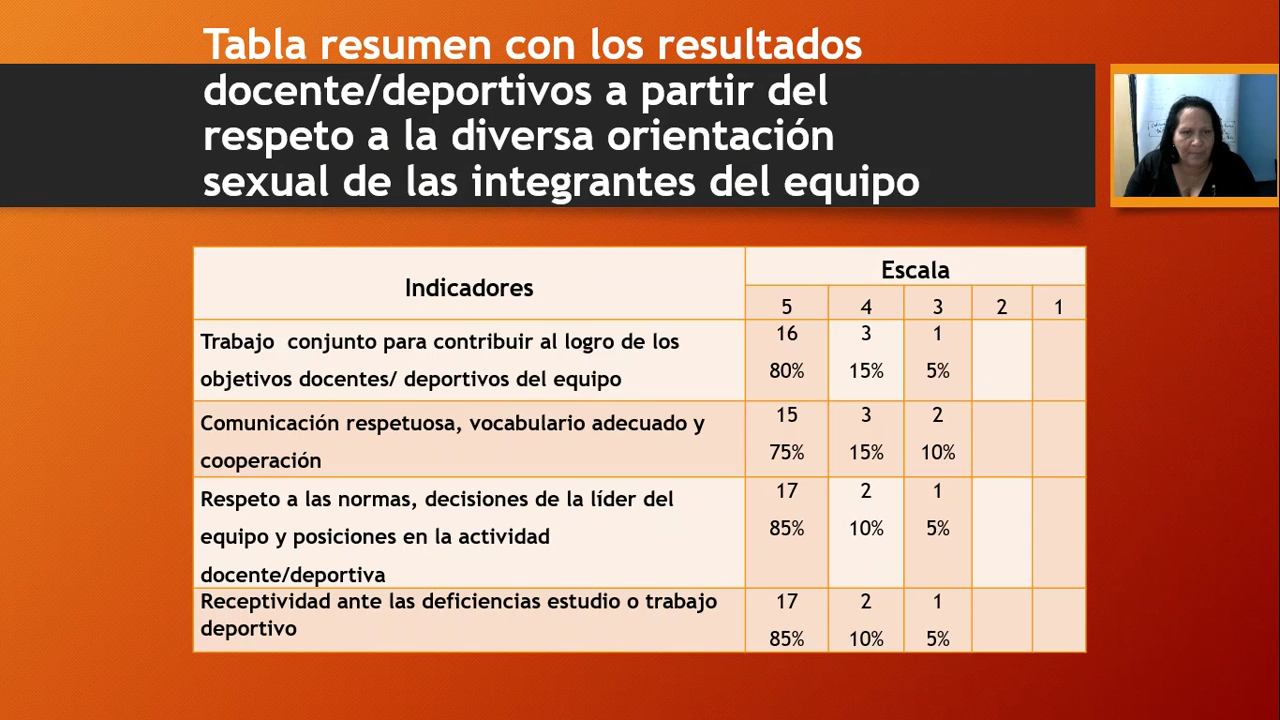 Tabla resumen con los resultados
docente/deportivos a partir del
respeto a la diversa orientación
sexual de las integrantes del equipo
Indicadores
Escala
5 4 3 2 1
Trabajo conjunto para contribuir al logro de los
objetivos docentes/ deportivos del equipo
16 3 1
80% 15% 5%
Comunicación respetuosa, vocabulario adecuado y
cooperación
15 3 2
75% 15% 10%
Respeto a las normas, decisiones de la líder del
equipo y posiciones en la actividad
docente/deportiva
17 2 1
85% 10% 5%
Receptividad ante las deficiencias estudio o trabajo
deportivo
17 2 1
85% 10% 5%